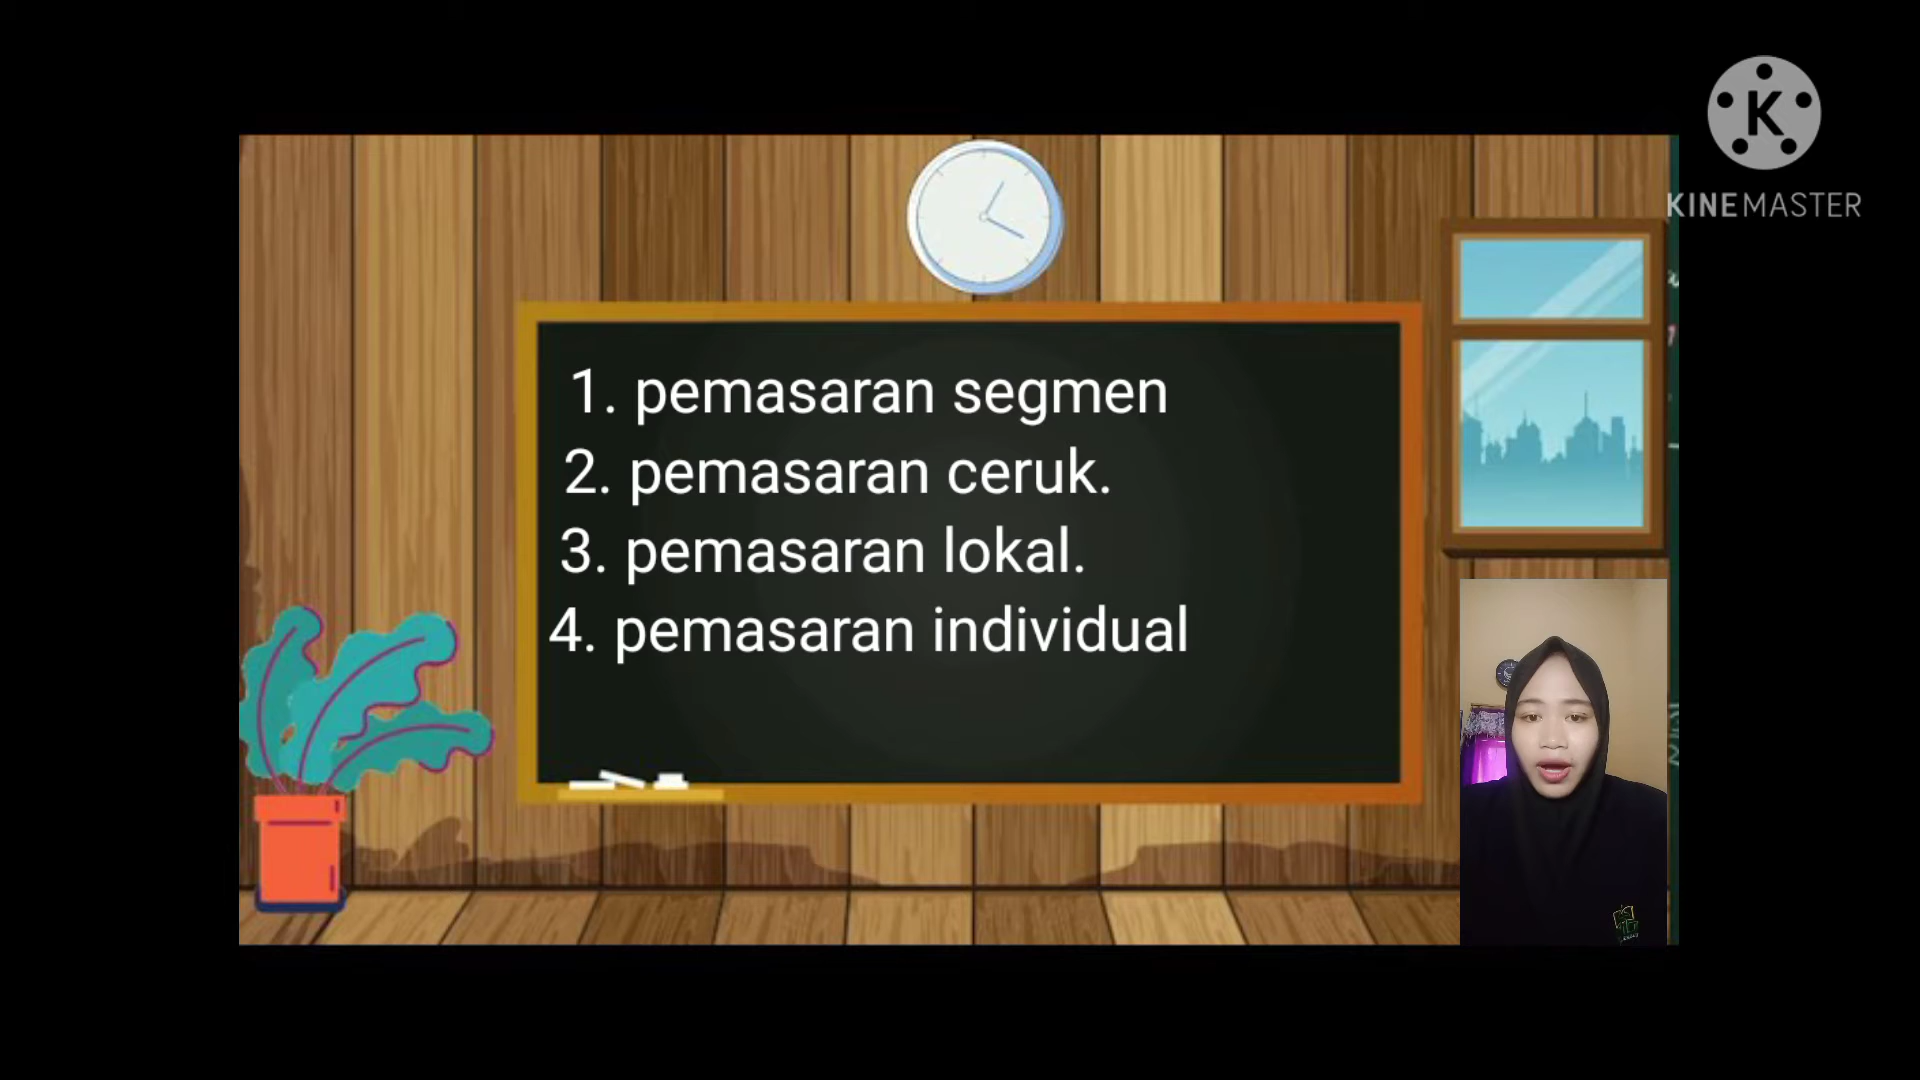 KINEMASTER
1. pemasaran segmen
2. pemasaran ceruk.
3. pemasaran lokal.
4. pemasaran individual